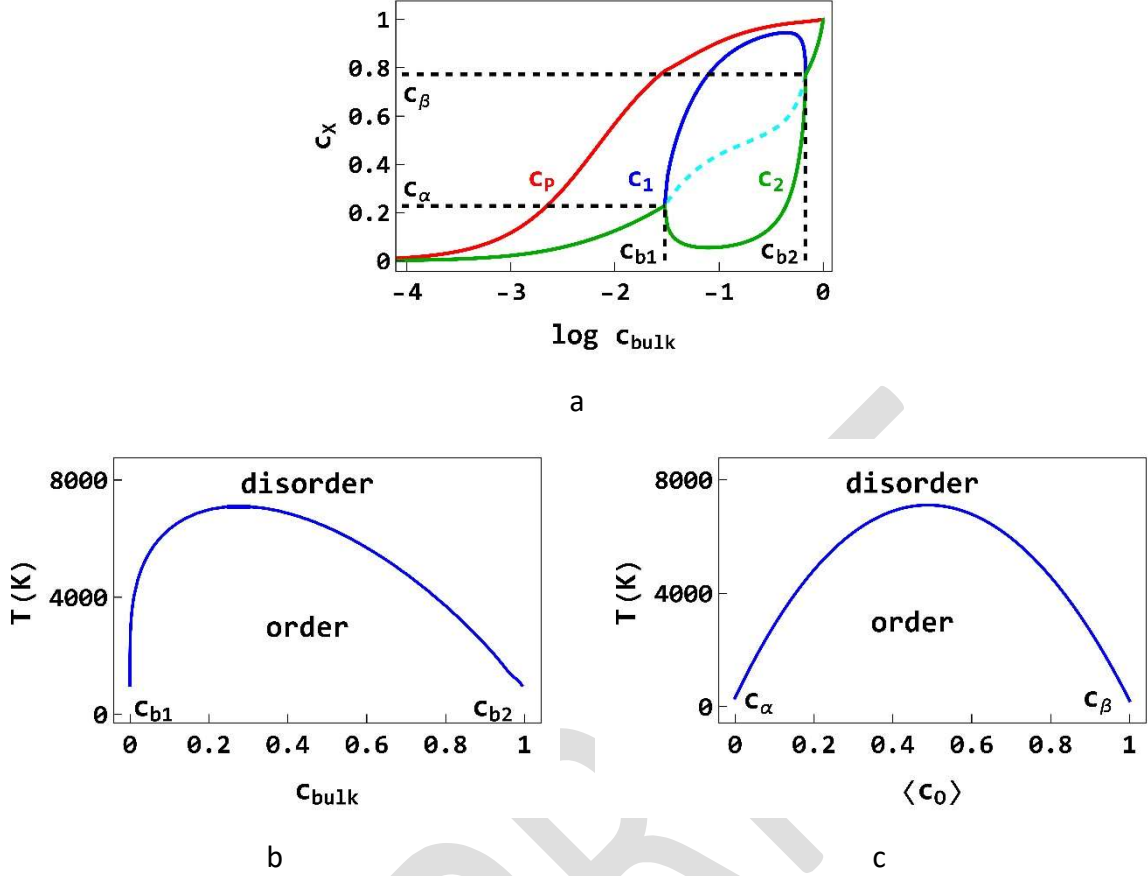 1
0.8
0.6
0.4
0.2
0
c_X
c_β
c_α
c_P
c_1
c_2
c_b1
c_b2
−4 −3 −2 −1 0
log c_bulk
a
8000
4000
0
T(K)
disorder
order
c_b1
c_b2
0 0.2 0.4 0.6 0.8 1
c_bulk
b
8000
4000
0
T(K)
disorder
order
c_α
c_β
0 0.2 0.4 0.6 0.8 1
⟨c_0⟩
c